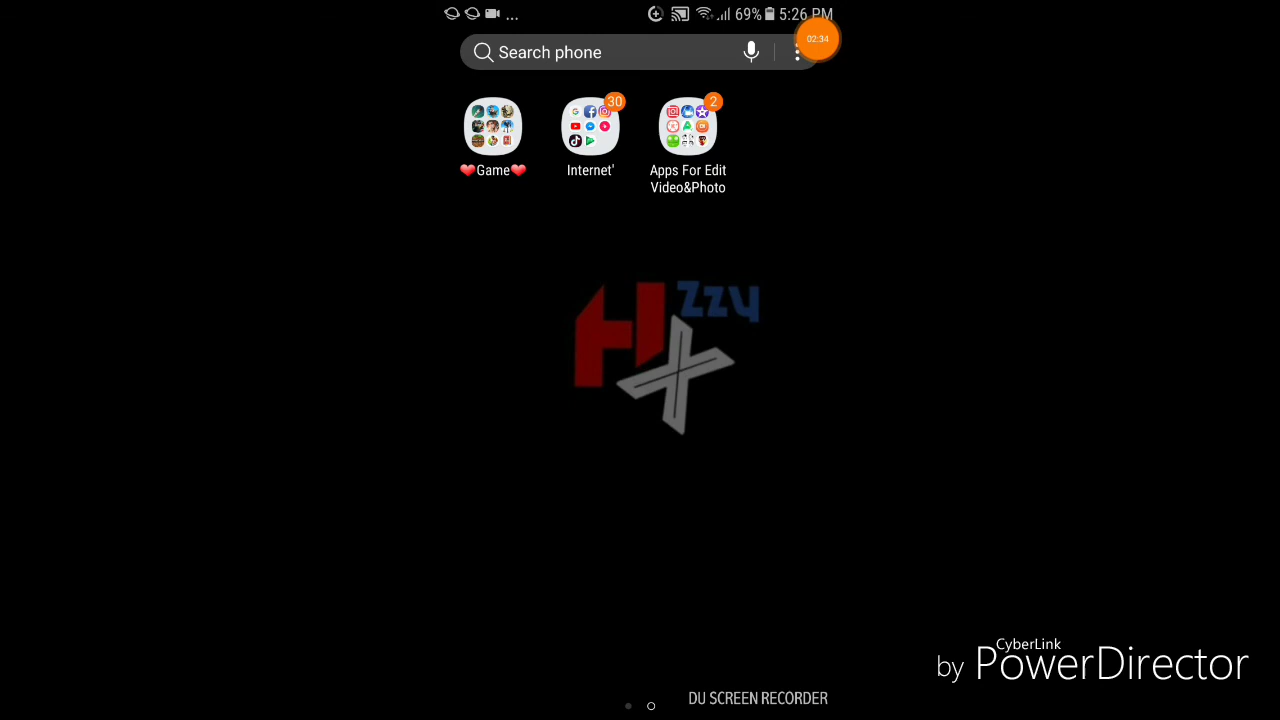 ... 69% 5:26 PM
02:34
Search phone
30
2
❤Game❤
Internet'
Apps For Edit
Video&Photo
H zzy
X
CyberLink
by PowerDirector
DU SCREEN RECORDER